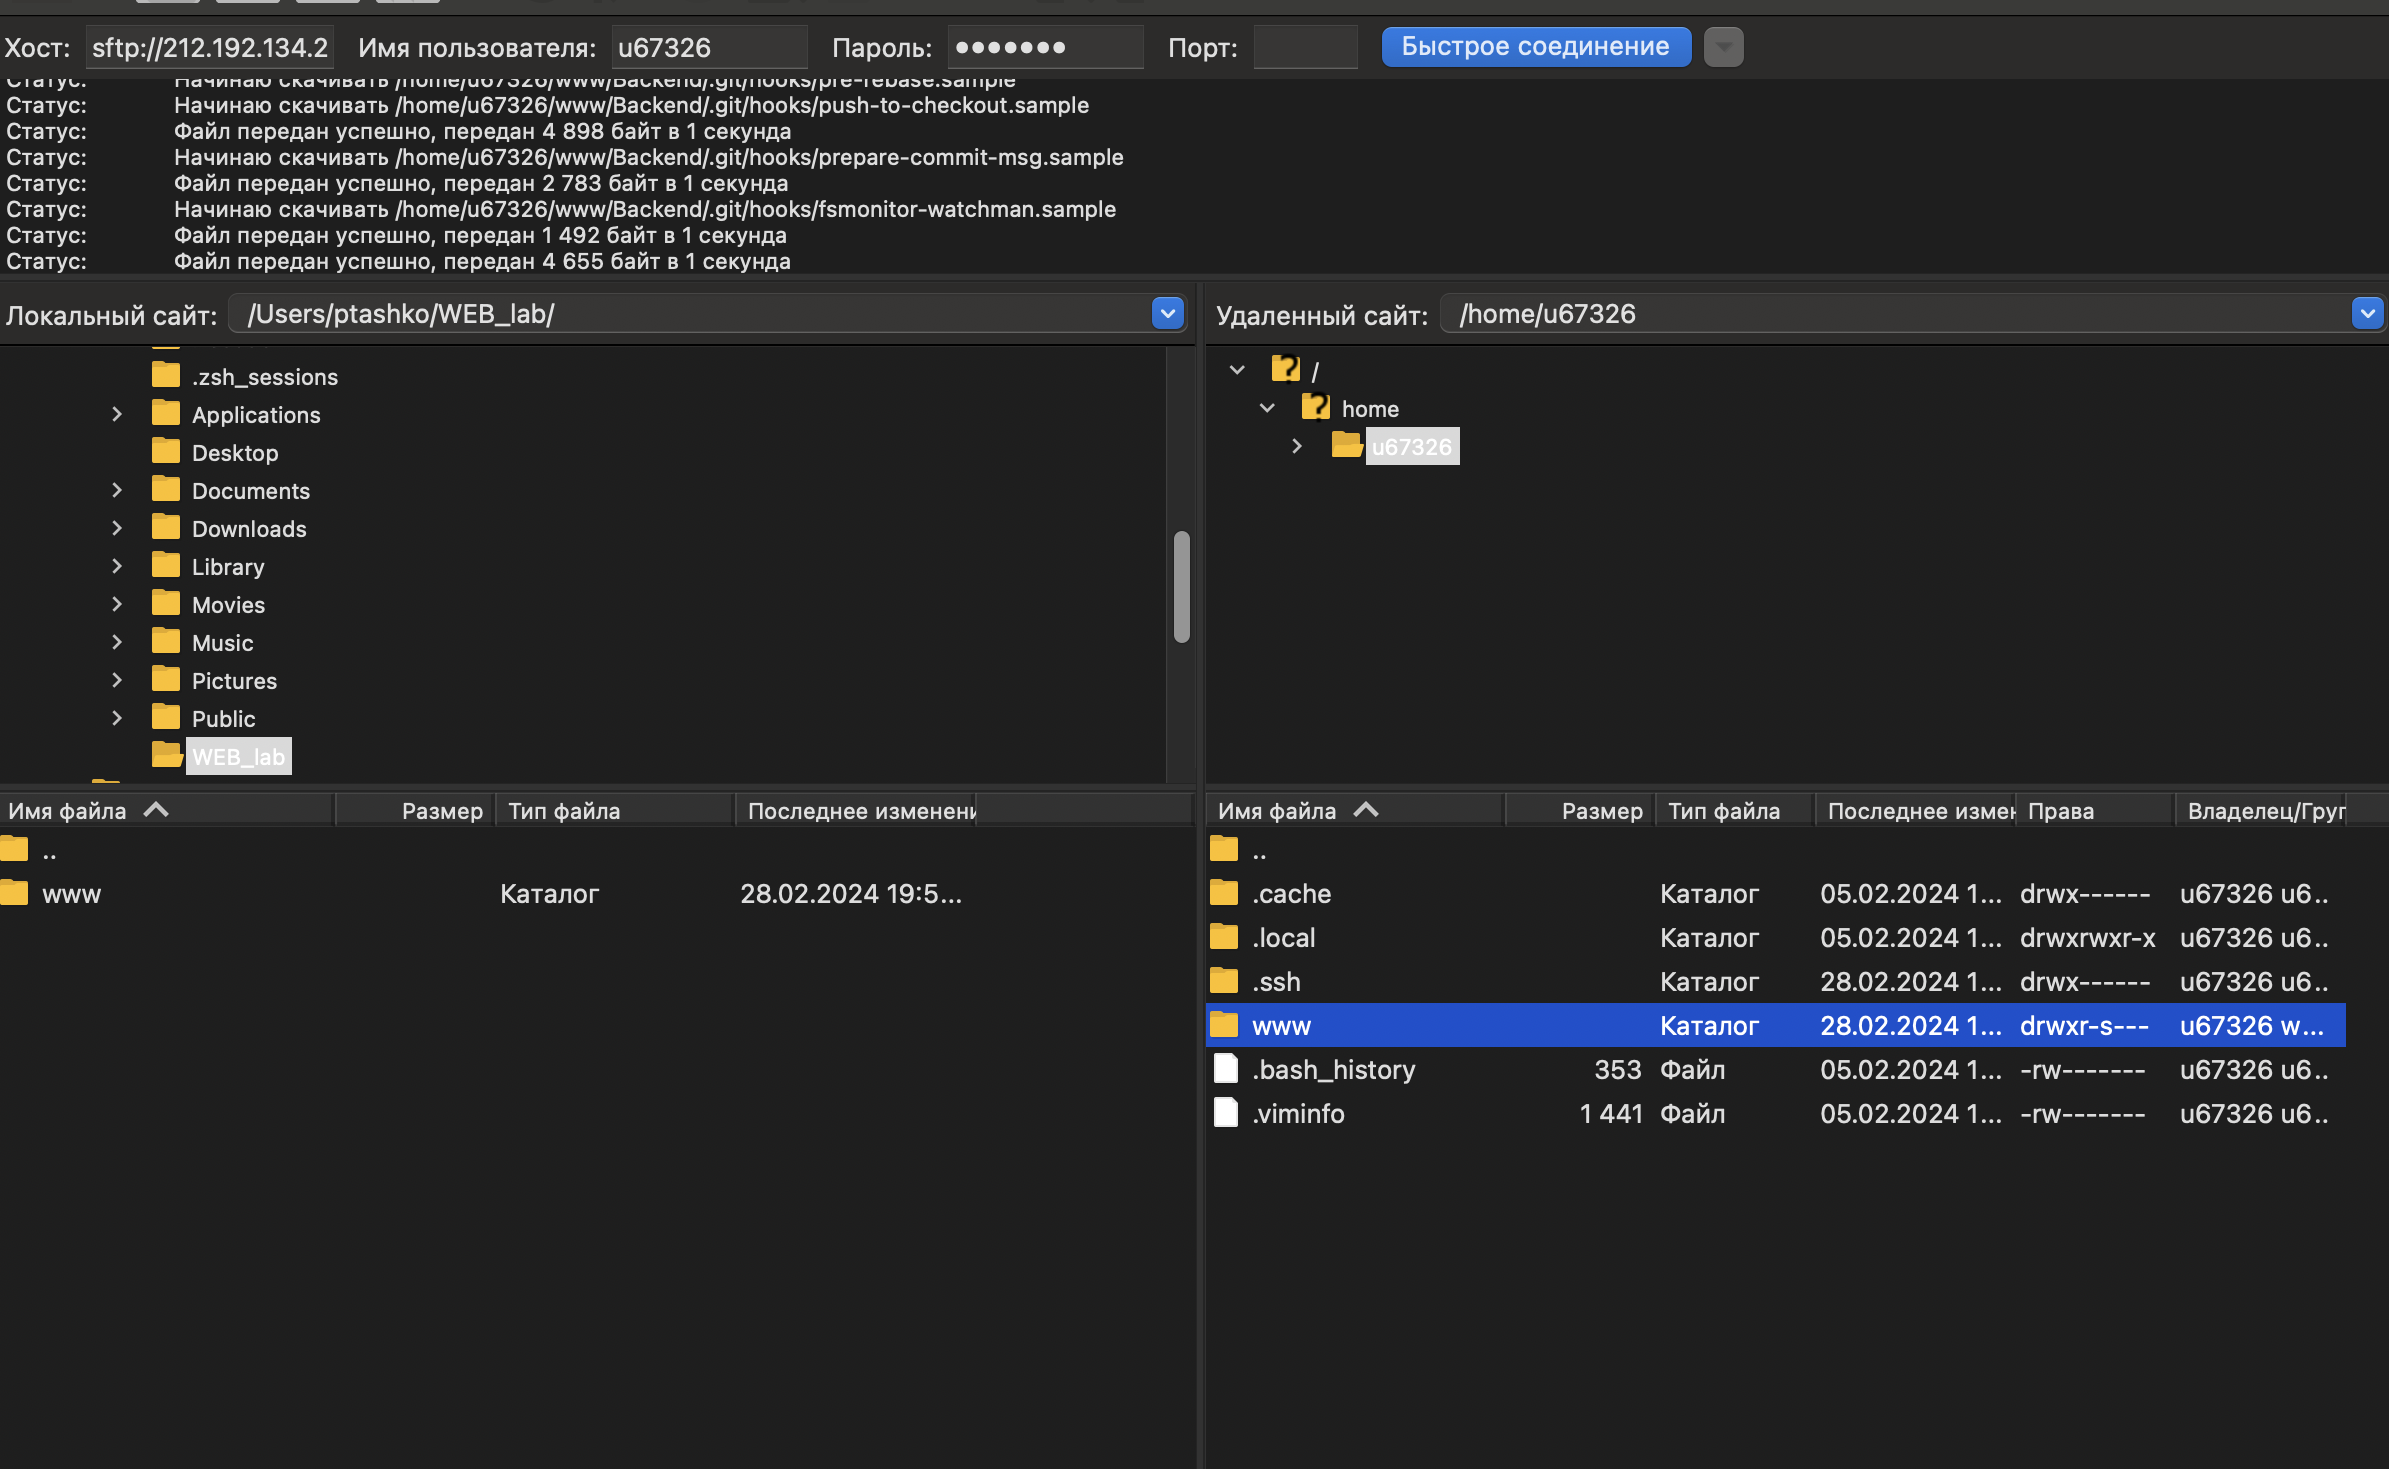 Хост: sftp://212.192.134.2 Имя пользователя: u67326 Пароль: ●●●●●●● Порт: Быстрое соединение
Статус: Начинаю скачивать /home/u67326/www/Backend/.git/hooks/pre-rebase.sample
Статус: Начинаю скачивать /home/u67326/www/Backend/.git/hooks/push-to-checkout.sample
Статус: Файл передан успешно, передан 4 898 байт в 1 секунда
Статус: Начинаю скачивать /home/u67326/www/Backend/.git/hooks/prepare-commit-msg.sample
Статус: Файл передан успешно, передан 2 783 байт в 1 секунда
Статус: Начинаю скачивать /home/u67326/www/Backend/.git/hooks/fsmonitor-watchman.sample
Статус: Файл передан успешно, передан 1 492 байт в 1 секунда
Статус: Файл передан успешно, передан 4 655 байт в 1 секунда
Локальный сайт: /Users/ptashko/WEB_lab/
.zsh_sessions
Applications
Desktop
Documents
Downloads
Library
Movies
Music
Pictures
Public
WEB_lab
Имя файла Размер Тип файла Последнее изменени
..
www Каталог 28.02.2024 19:5...
Удаленный сайт: /home/u67326
/
home
u67326
Имя файла Размер Тип файла Последнее измен Права Владелец/Груп
..
.cache Каталог 05.02.2024 1... drwx------ u67326 u6..
.local Каталог 05.02.2024 1... drwxrwxr-x u67326 u6..
.ssh Каталог 28.02.2024 1... drwx------ u67326 u6..
www Каталог 28.02.2024 1... drwxr-s--- u67326 w...
.bash_history 353 Файл 05.02.2024 1... -rw------- u67326 u6..
.viminfo 1 441 Файл 05.02.2024 1... -rw------- u67326 u6..